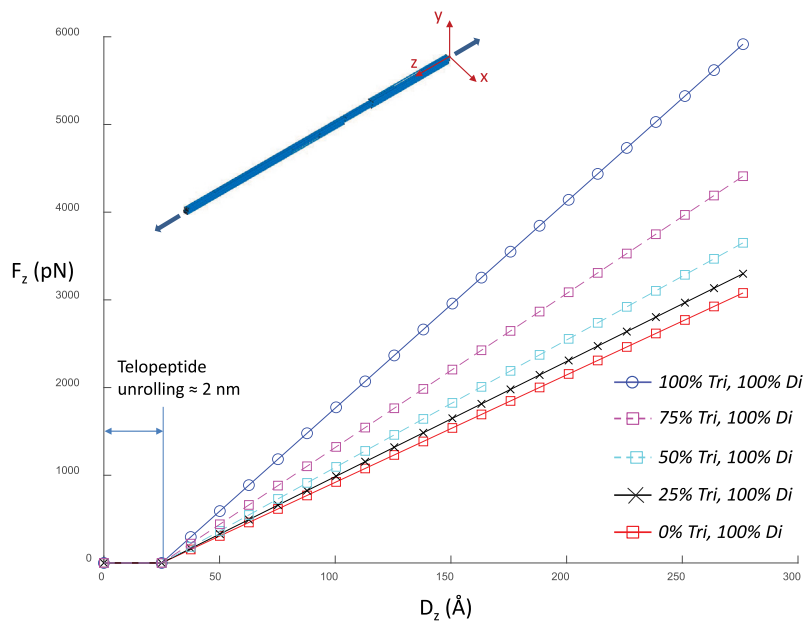 6000
5000
4000
3000
2000
1000
0
F_z (pN)
y
z
x
Telopeptide
unrolling ≈ 2 nm
100% Tri, 100% Di
75% Tri, 100% Di
50% Tri, 100% Di
25% Tri, 100% Di
0% Tri, 100% Di
0 50 100 150 200 250 300
D_z (Å)